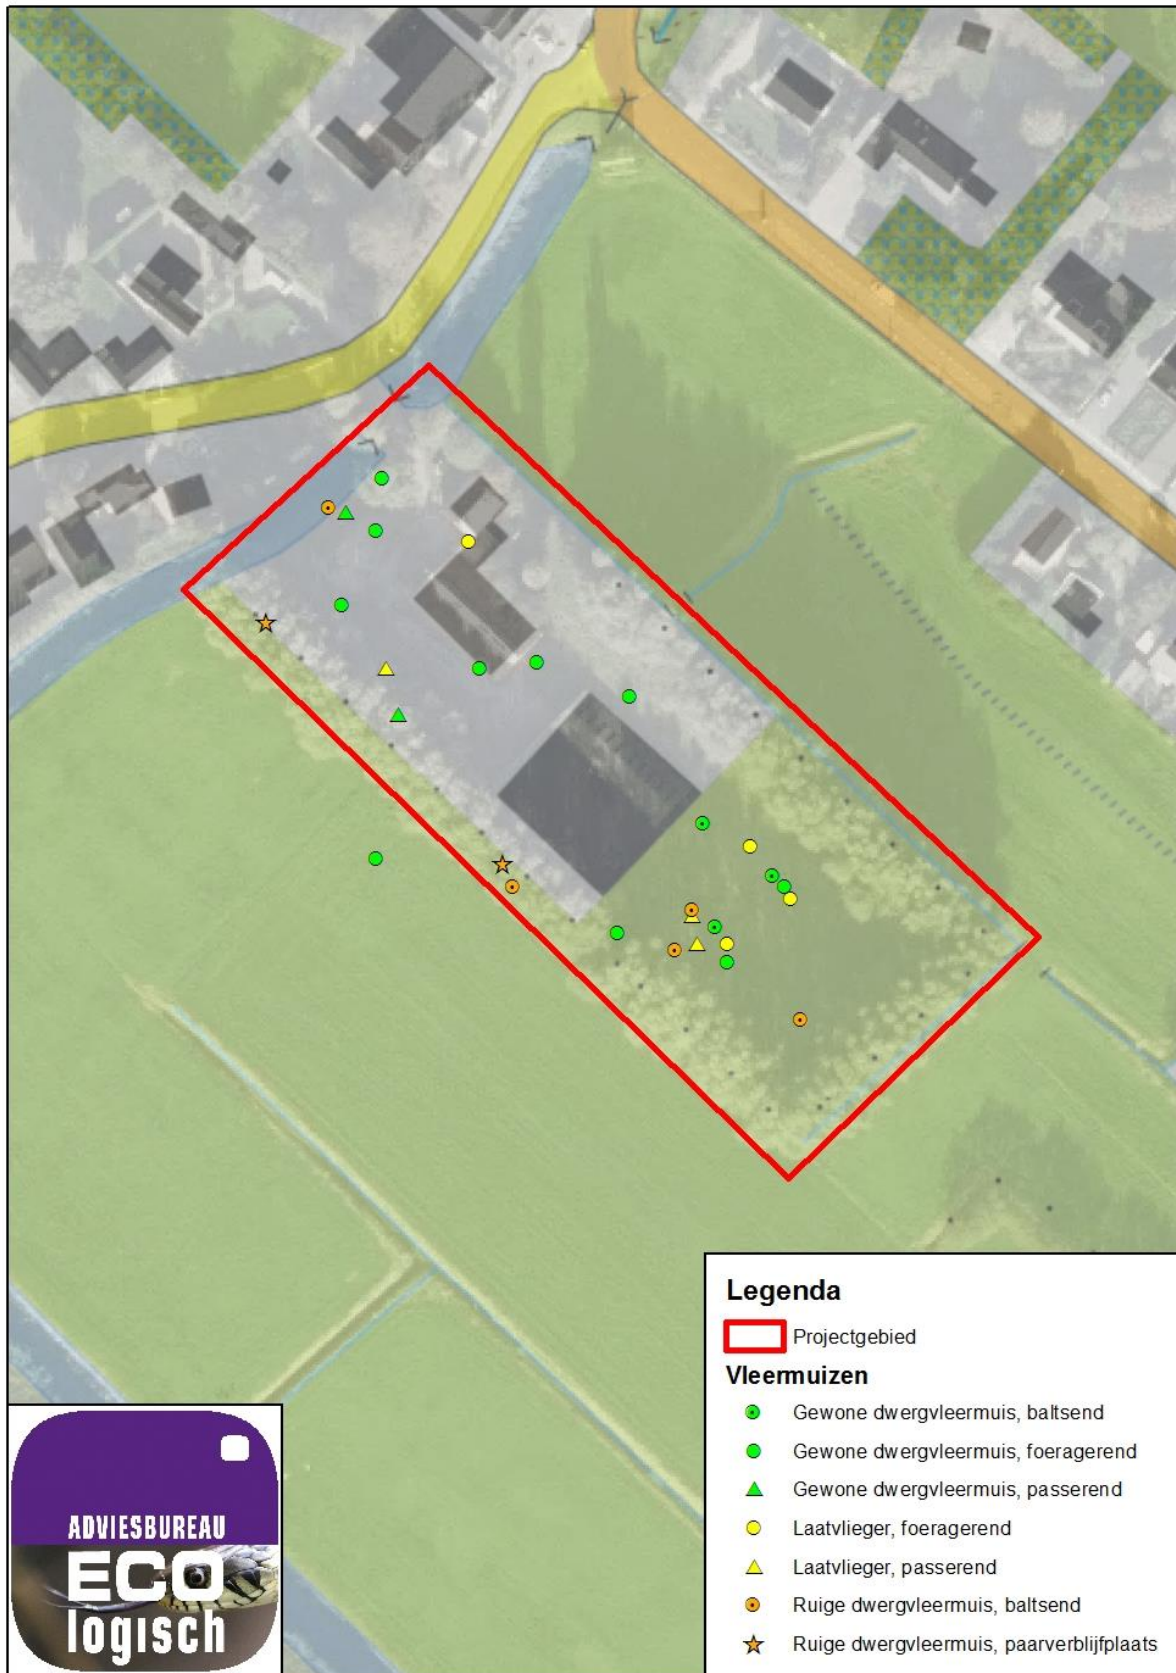 Legenda
Projectgebied
Vleermuizen
Gewone dwergvleermuis, baltsend
Gewone dwergvleermuis, foeragerend
Gewone dwergvleermuis, passerend
Laatvlieger, foeragerend
Laatvlieger, passerend
Ruige dwergvleermuis, baltsend
Ruige dwergvleermuis, paarverblijfplaats
ADVIESBUREAU
ECO
logisch